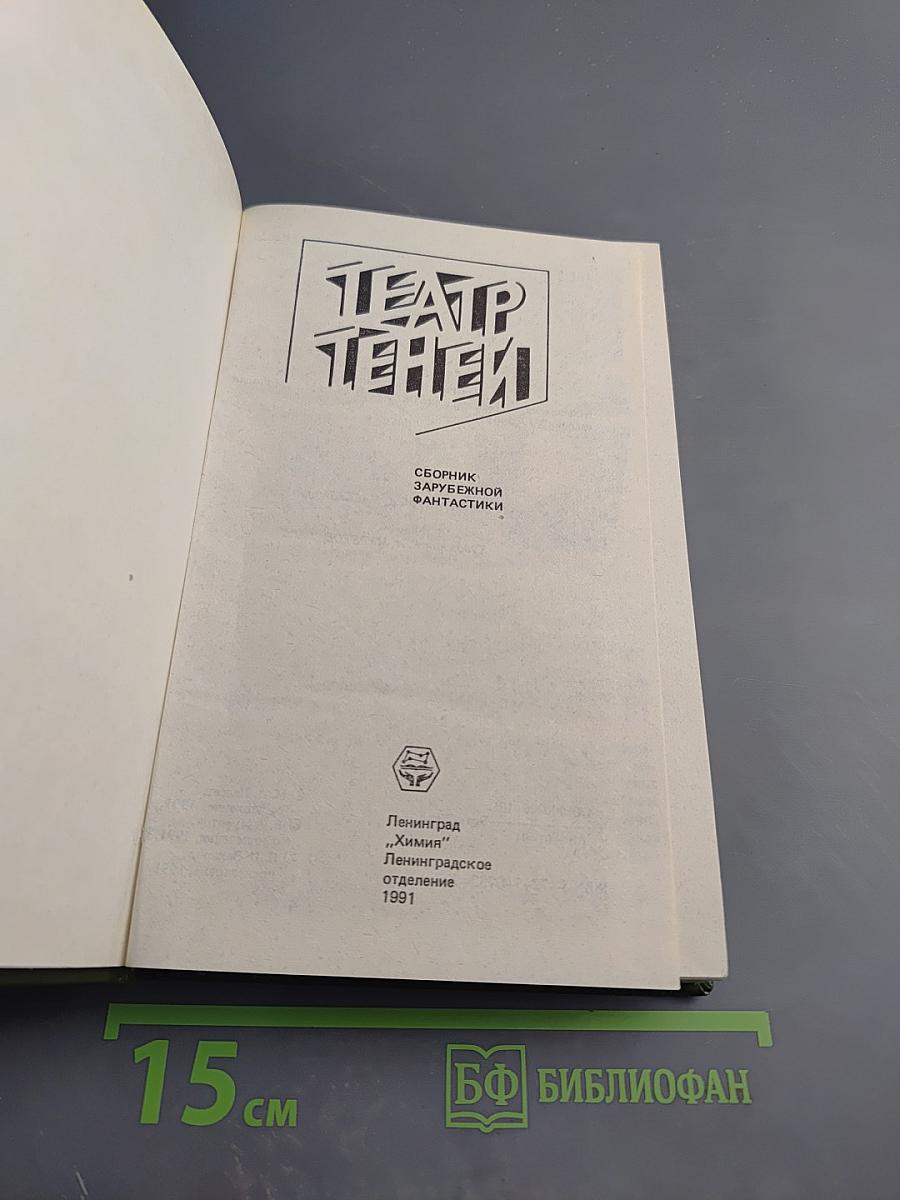 ТЕАТР
ТЕНЕЙ
СБОРНИК
ЗАРУБЕЖНОЙ
ФАНТАСТИКИ
Ленинград
„Химия"
Ленинградское
отделение
1991
15 см
БФ БИБЛИОФАН